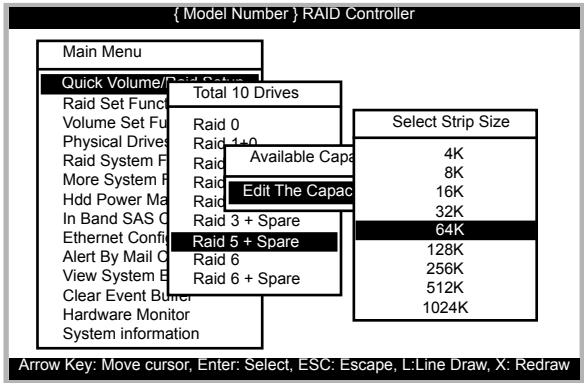 { Model Number } RAID Controller
Main Menu
Quick Volume/Raid Setup
Raid Set Funct
Volume Set Fu
Physical Drives
Raid System F
More System F
Hdd Power Ma
In Band SAS C
Ethernet Config
Alert By Mail C
View System E
Clear Event Buffer
Hardware Monitor
System information
Total 10 Drives
Raid 0
Raid 1+0
Raid
Raid
Raid
Raid 3 + Spare
Raid 5 + Spare
Raid 6
Raid 6 + Spare
Available Capa
Edit The Capac
Select Strip Size
4K
8K
16K
32K
64K
128K
256K
512K
1024K
Arrow Key: Move cursor, Enter: Select, ESC: Escape, L:Line Draw, X: Redraw